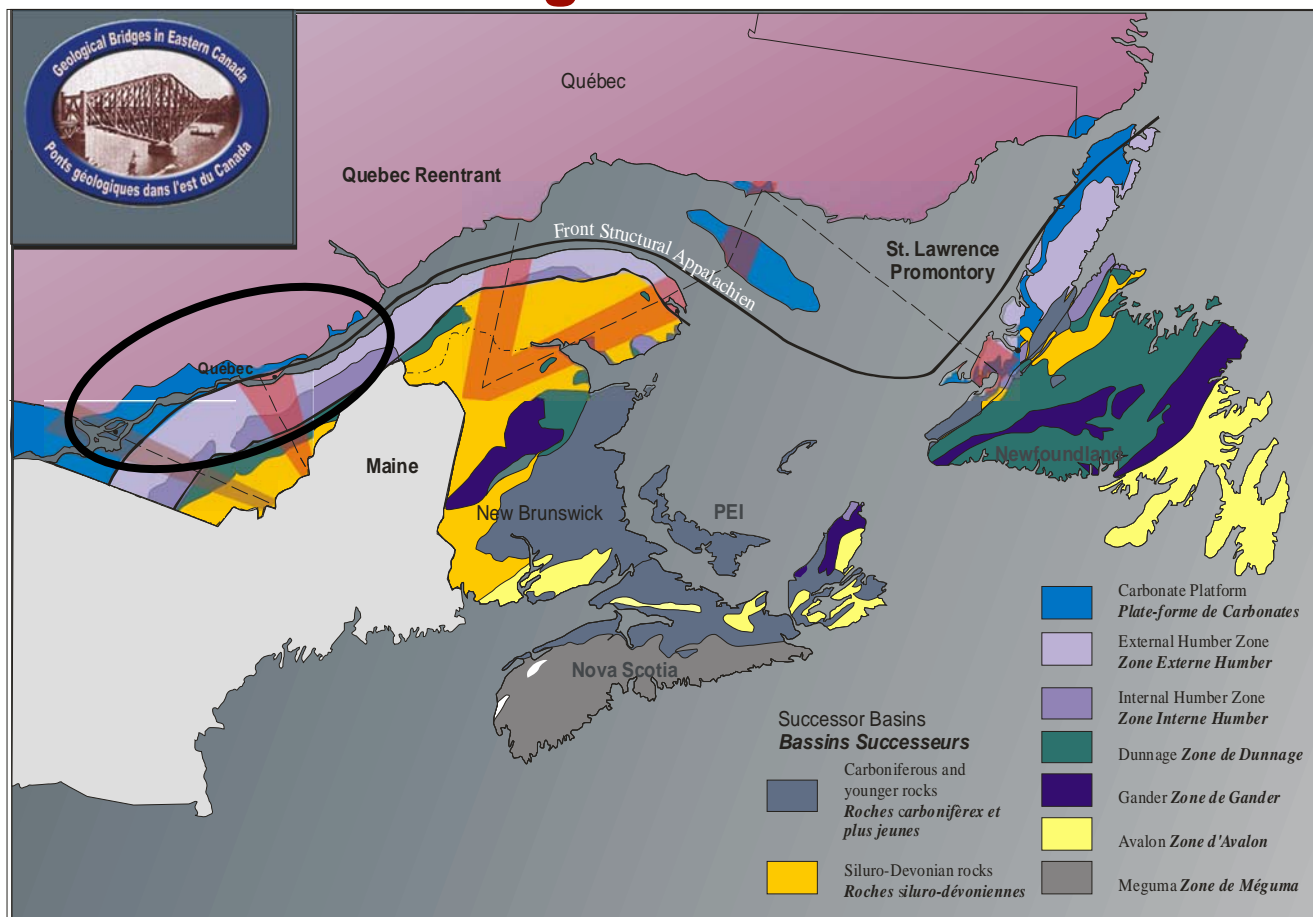 Geological Bridges in Eastern Canada
Ponts géologiques dans l'est du Canada
Québec
Quebec Reentrant
Front Structural Appalachien
St. Lawrence
Promontory
Québec
Maine
New Brunswick
PEI
Newfoundland
Nova Scotia
Successor Basins
Bassins Successeurs
Carboniferous and
younger rocks
Roches carbonifèrex et
plus jeunes
Siluro-Devonian rocks
Roches siluro-dévoniennes
Carbonate Platform
Plate-forme de Carbonates
External Humber Zone
Zone Externe Humber
Internal Humber Zone
Zone Interne Humber
Dunnage Zone de Dunnage
Gander Zone de Gander
Avalon Zone d'Avalon
Meguma Zone de Méguma